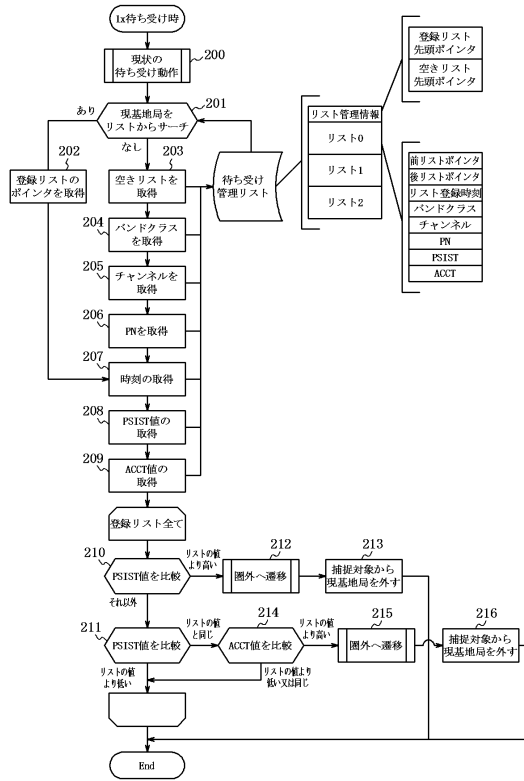 1x待ち受け時
現状の
待ち受け動作
200
現基地局を
リストからサーチ
201
あり
なし
202
登録リストの
ポインタを取得
203
空きリストを
取得
待ち受け
管理リスト
リスト管理情報
リスト0
リスト1
リスト2
登録リスト
先頭ポインタ
空きリスト
先頭ポインタ
前リストポインタ
後リストポインタ
リスト登録時刻
バンドクラス
チャンネル
PN
PSIST
ACCT
204
バンドクラス
を取得
205
チャンネルを
取得
206
PNを取得
207
時刻の取得
208
PSIST値の
取得
209
ACCT値の
取得
登録リスト全て
210
PSIST値を比較
リストの値
より高い
それ以外
212
圏外へ遷移
213
捕捉対象から
現基地局を外す
211
PSIST値を比較
リストの値
と同じ
リストの値
より低い
214
ACCT値を比較
リストの値
より高い
リストの値より
低い又は同じ
215
圏外へ遷移
216
捕捉対象から
現基地局を外す
End